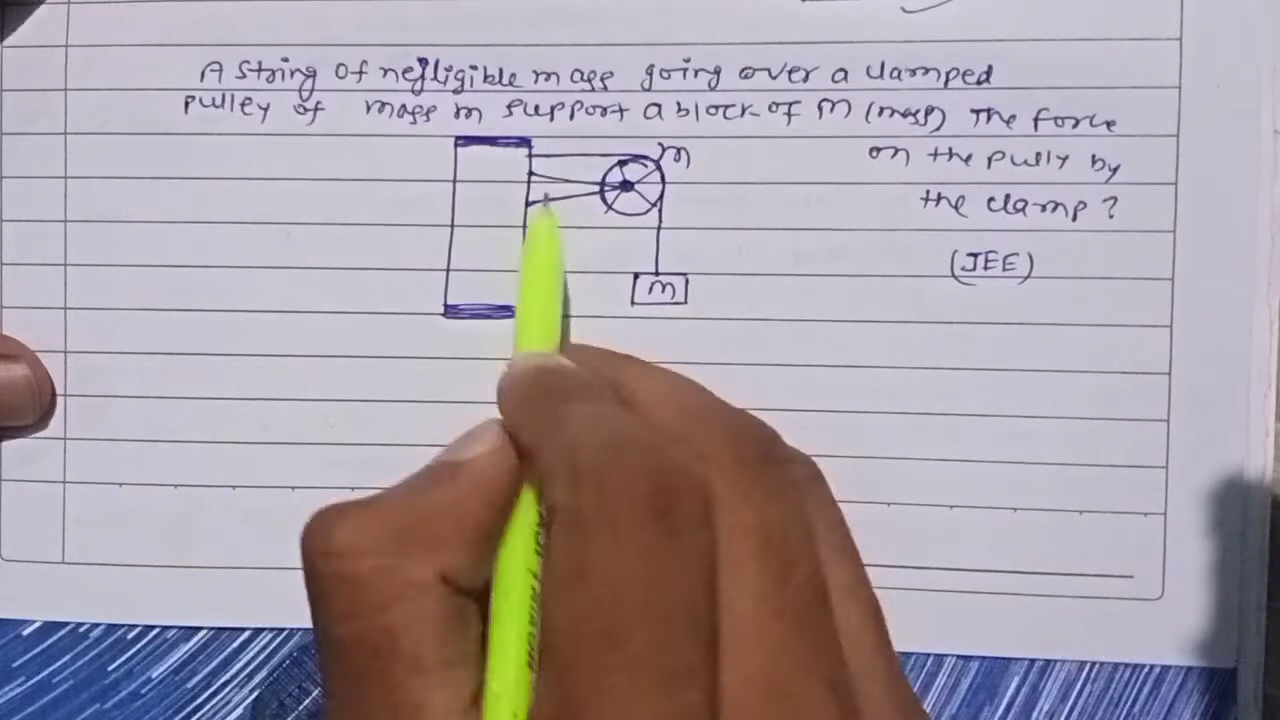 A string of negligible mass going over a clamped
pulley of mass m support a block of M (mass) The force
on the pully by
the clamp?
(JEE)
m
m